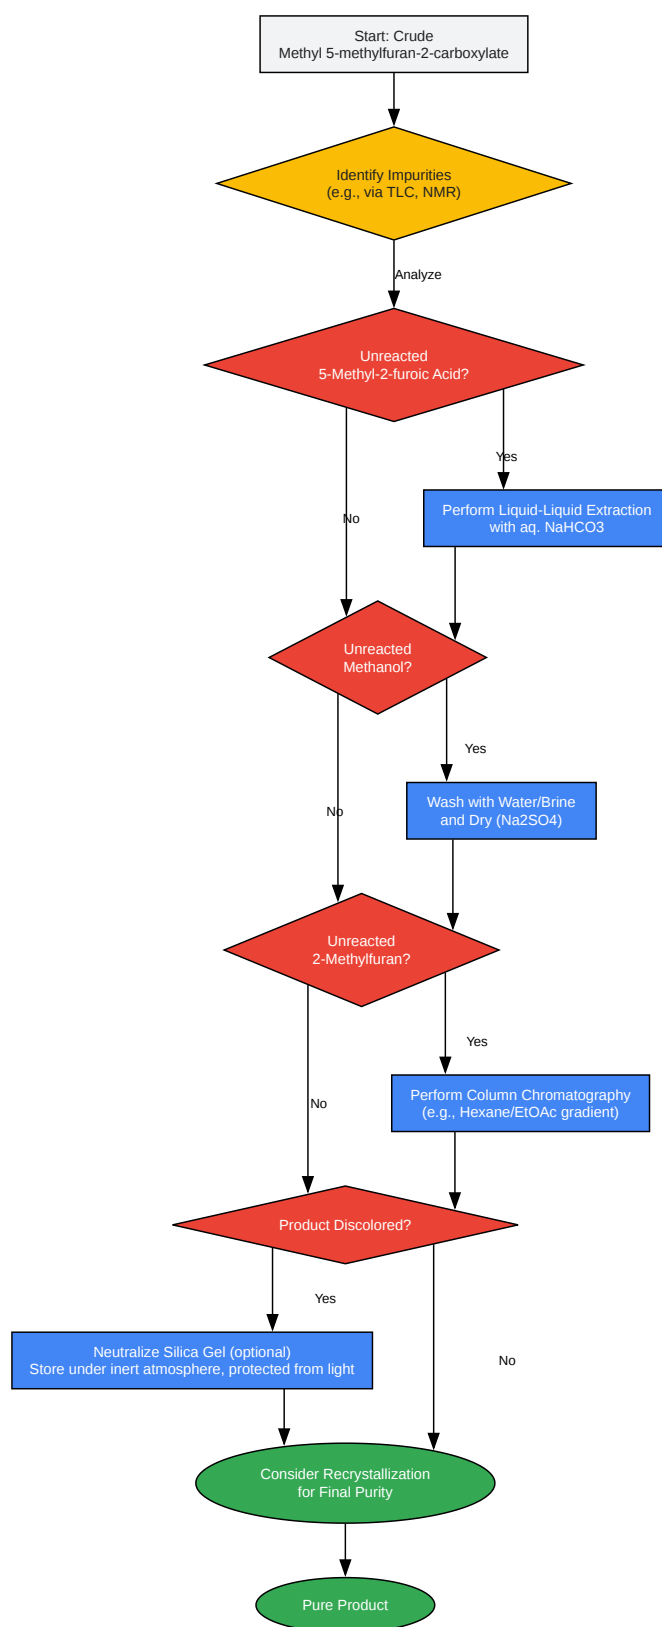 Start: Crude
Methyl 5-methylfuran-2-carboxylate
Identify Impurities
(e.g., via TLC, NMR)
Analyze
Unreacted
5-Methyl-2-furoic Acid?
Yes
Perform Liquid-Liquid Extraction
with aq. NaHCO3
No
Unreacted
Methanol?
Yes
Wash with Water/Brine
and Dry (Na2SO4)
No
Unreacted
2-Methylfuran?
Yes
Perform Column Chromatography
(e.g., Hexane/EtOAc gradient)
No
Product Discolored?
Yes
Neutralize Silica Gel (optional)
Store under inert atmosphere, protected from light
No
Consider Recrystallization
for Final Purity
Pure Product